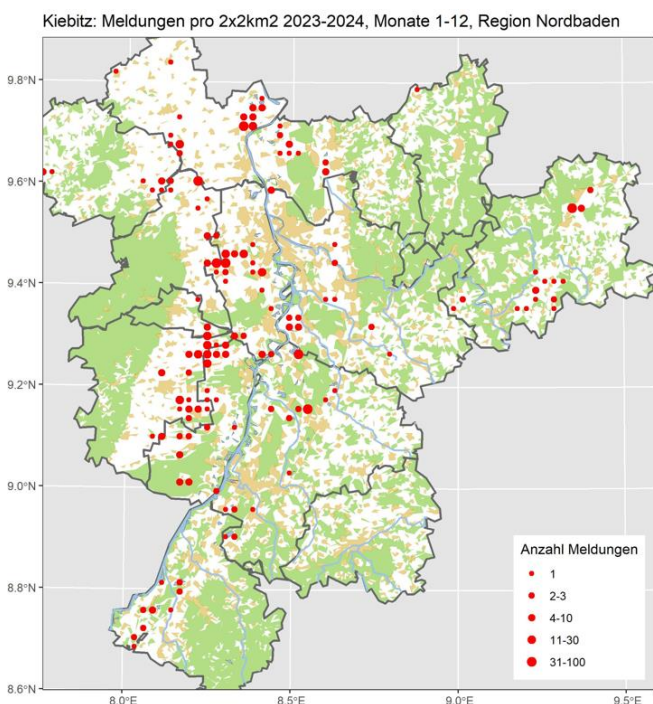 Kiebitz: Meldungen pro 2x2km2 2023-2024, Monate 1-12, Region Nordbaden
9.8°N
9.6°N
9.4°N
9.2°N
9.0°N
8.8°N
8.6°N
8.0°E
8.5°E
9.0°E
9.5°E
Anzahl Meldungen
1
2-3
4-10
11-30
31-100